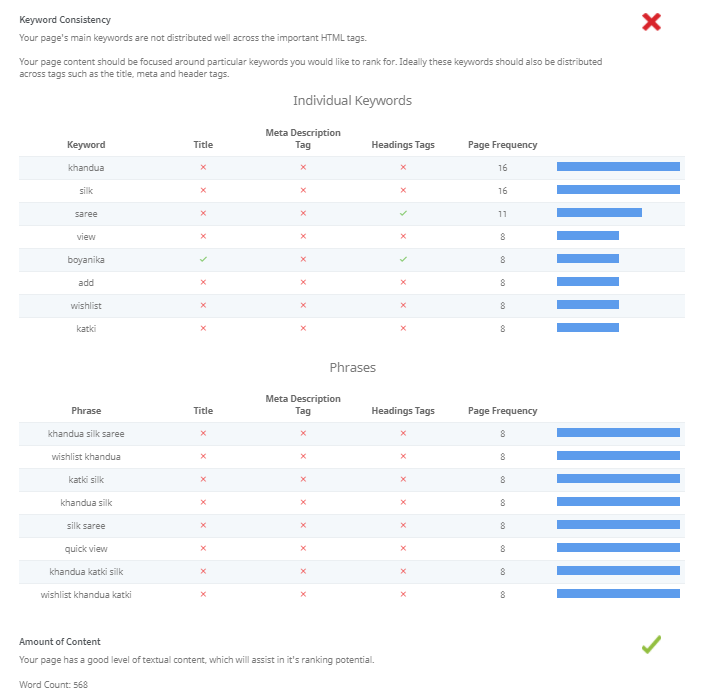 Keyword Consistency
Your page's main keywords are not distributed well across the important HTML tags.
Your page content should be focused around particular keywords you would like to rank for. Ideally these keywords should also be distributed
across tags such as the title, meta and header tags.
Individual Keywords
Keyword Title Meta Description Tag Headings Tags Page Frequency
khandua 16
silk 16
saree 11
view 8
boyanika 8
add 8
wishlist 8
katki 8
Phrases
Phrase Title Meta Description Tag Headings Tags Page Frequency
khandua silk saree 8
wishlist khandua 8
katki silk 8
khandua silk 8
silk saree 8
quick view 8
khandua katki silk 8
wishlist khandua katki 8
Amount of Content
Your page has a good level of textual content, which will assist in it's ranking potential.
Word Count: 568